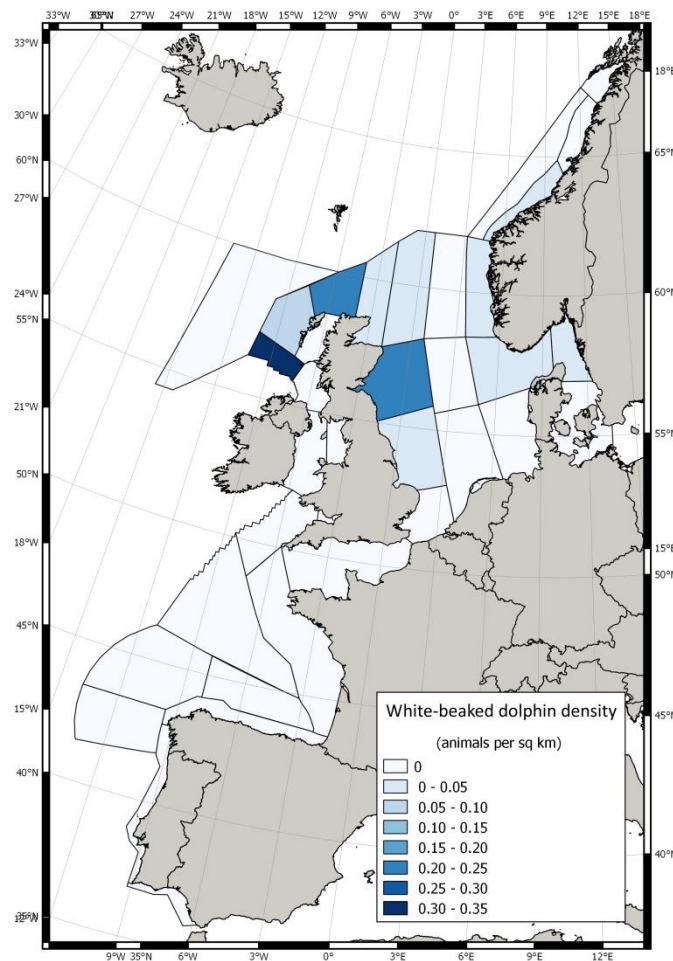 33°W 33°W 27°W 24°W 21°W 18°W 15°W 12°W 9°W 6°W 3°W 0°E 3°E 6°E 9°E 12°E 15°E 18°E
33°W
18°E
30°W
65°N
60°N
27°W
60°N
24°W
55°N
21°W
55°N
50°N
18°W
15°E
50°N
45°N
15°W
45°N
40°N
40°N
12°W
9°W 35°N 6°W 3°W 0°E 3°E 6°E 9°E 12°E
White-beaked dolphin density
(animals per sq km)
0
0 - 0.05
0.05 - 0.10
0.10 - 0.15
0.15 - 0.20
0.20 - 0.25
0.25 - 0.30
0.30 - 0.35